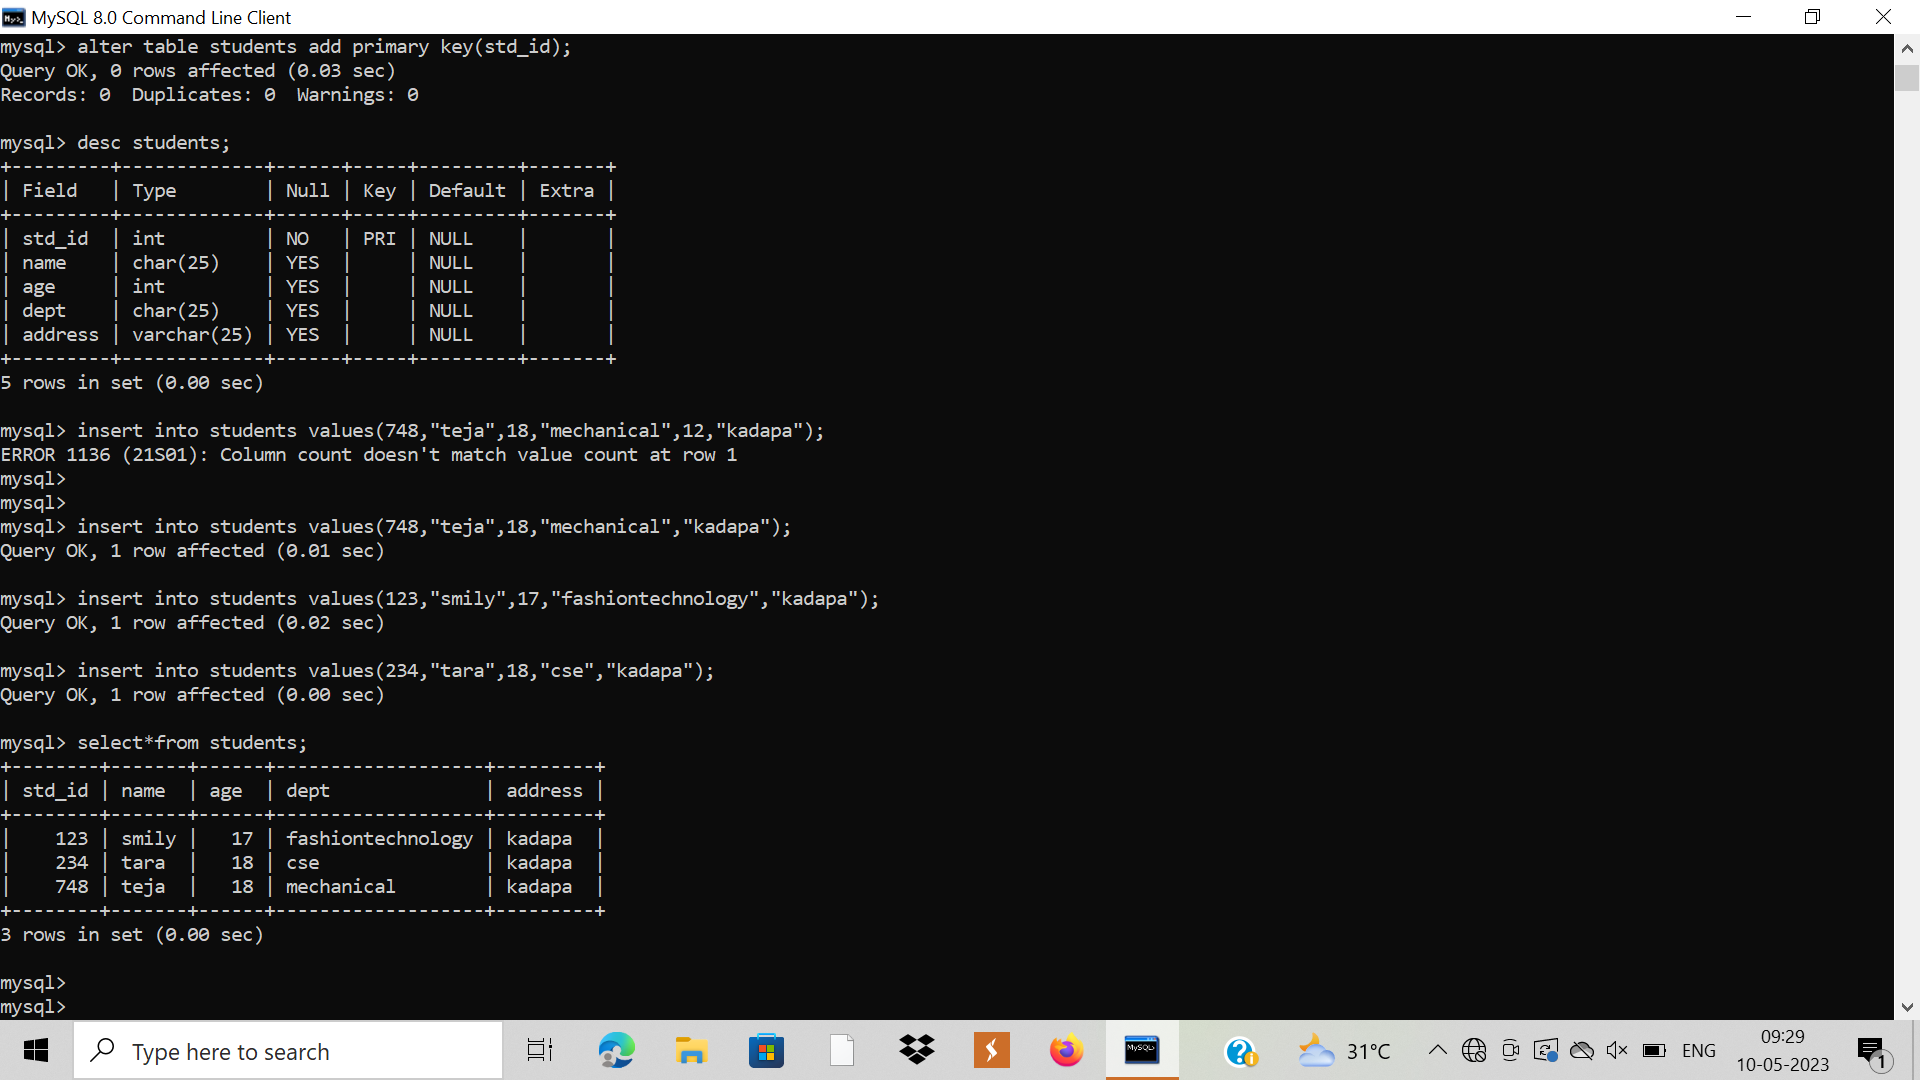 MySQL 8.0 Command Line Client
mysql> alter table students add primary key(std_id);
Query OK, 0 rows affected (0.03 sec)
Records: 0  Duplicates: 0  Warnings: 0
mysql> desc students;
+---------+-------------+------+-----+---------+-------+
| Field   | Type        | Null | Key | Default | Extra |
+---------+-------------+------+-----+---------+-------+
| std_id  | int         | NO   | PRI | NULL    |       |
| name    | char(25)    | YES  |     | NULL    |       |
| age     | int         | YES  |     | NULL    |       |
| dept    | char(25)    | YES  |     | NULL    |       |
| address | varchar(25) | YES  |     | NULL    |       |
+---------+-------------+------+-----+---------+-------+
5 rows in set (0.00 sec)
mysql> insert into students values(748,"teja",18,"mechanical",12,"kadapa");
ERROR 1136 (21S01): Column count doesn't match value count at row 1
mysql>
mysql>
mysql> insert into students values(748,"teja",18,"mechanical","kadapa");
Query OK, 1 row affected (0.01 sec)
mysql> insert into students values(123,"smily",17,"fashiontechnology","kadapa");
Query OK, 1 row affected (0.02 sec)
mysql> insert into students values(234,"tara",18,"cse","kadapa");
Query OK, 1 row affected (0.00 sec)
mysql> select*from students;
+--------+-------+------+-------------------+---------+
| std_id | name  | age  | dept              | address |
+--------+-------+------+-------------------+---------+
|    123 | smily |   17 | fashiontechnology | kadapa  |
|    234 | tara  |   18 | cse               | kadapa  |
|    748 | teja  |   18 | mechanical        | kadapa  |
+--------+-------+------+-------------------+---------+
3 rows in set (0.00 sec)
mysql>
mysql>
Type here to search
MySQL>
31°C
ENG
09:29
10-05-2023
1